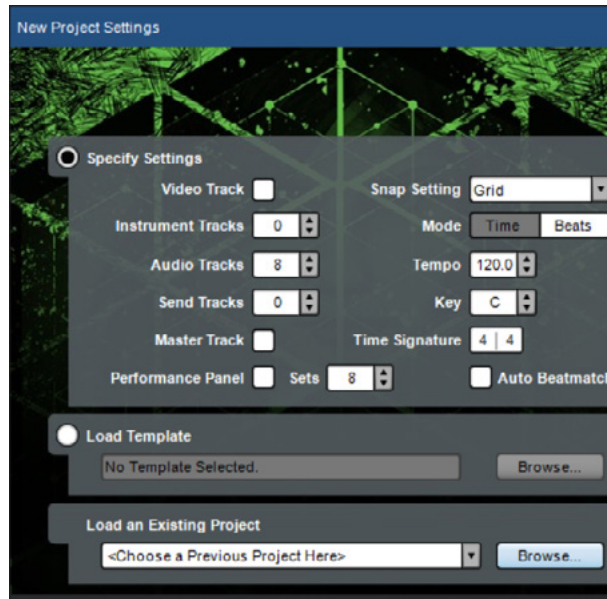 New Project Settings
Specify Settings
Video Track Snap Setting Grid
Instrument Tracks 0 Mode Time Beats
Audio Tracks 8 Tempo 120.0
Send Tracks 0 Key C
Master Track Time Signature 4 | 4
Performance Panel Sets 8 Auto Beatmatch
Load Template
No Template Selected. Browse...
Load an Existing Project
<Choose a Previous Project Here> Browse...